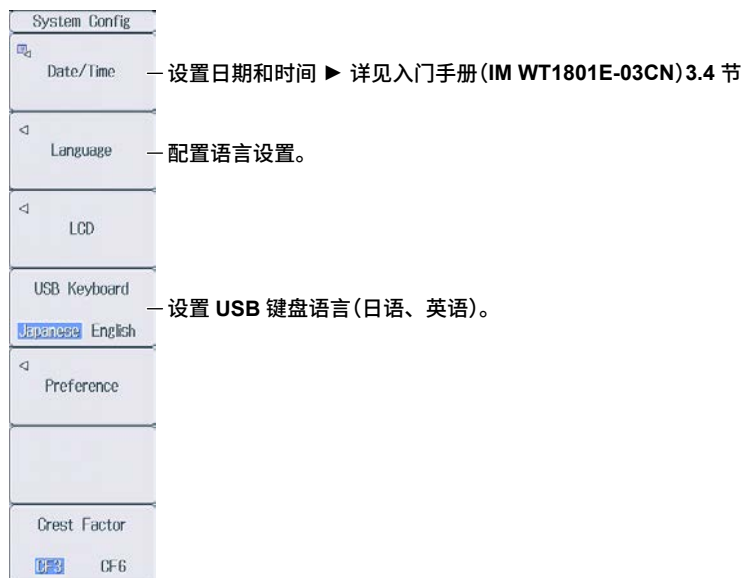 System Config
Date/Time
设置日期和时间 ► 详见入门手册(IM WT1801E-03CN)3.4 节
Language
配置语言设置。
LCD
USB Keyboard
设置 USB 键盘语言(日语、英语)。
Japanese English
Preference
Crest Factor
CF3 CF6